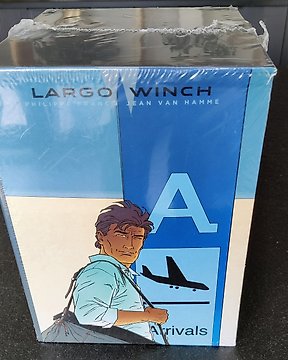 LARGO WINCH
PHILIPPE FRANCQ JEAN VAN HAMME
A
Arrivals